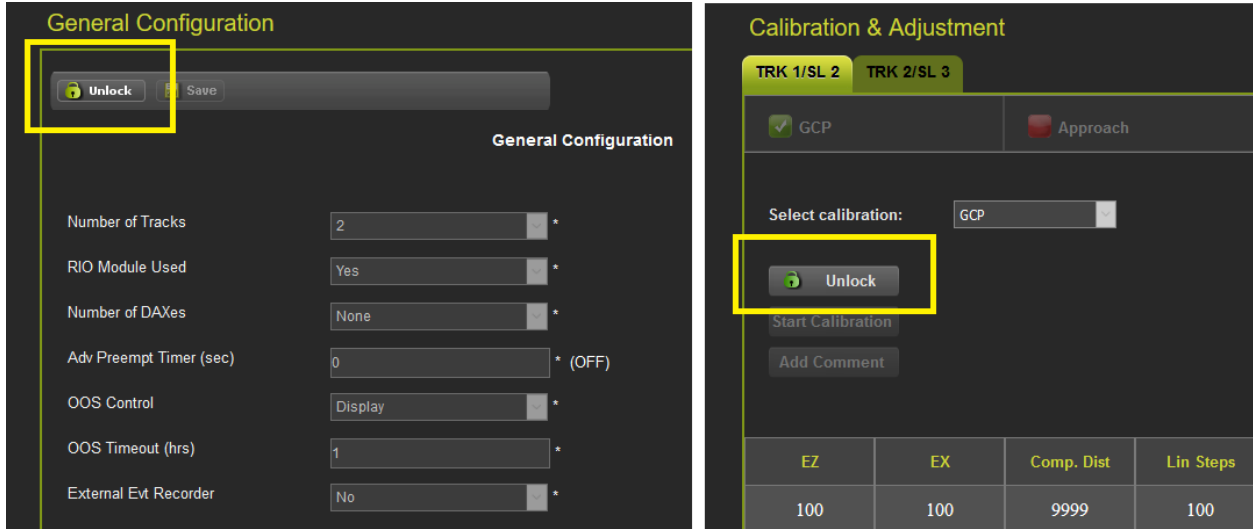 General Configuration
Unlock Save
General Configuration
Number of Tracks 2 *
RIO Module Used Yes *
Number of DAXes None *
Adv Preempt Timer (sec) 0 * (OFF)
OOS Control Display *
OOS Timeout (hrs) 1 *
External Evt Recorder No *
Calibration & Adjustment
TRK 1/SL 2 TRK 2/SL 3
GCP Approach
Select calibration: GCP
Unlock
Start Calibration
Add Comment
EZ EX Comp. Dist Lin Steps
100 100 9999 100